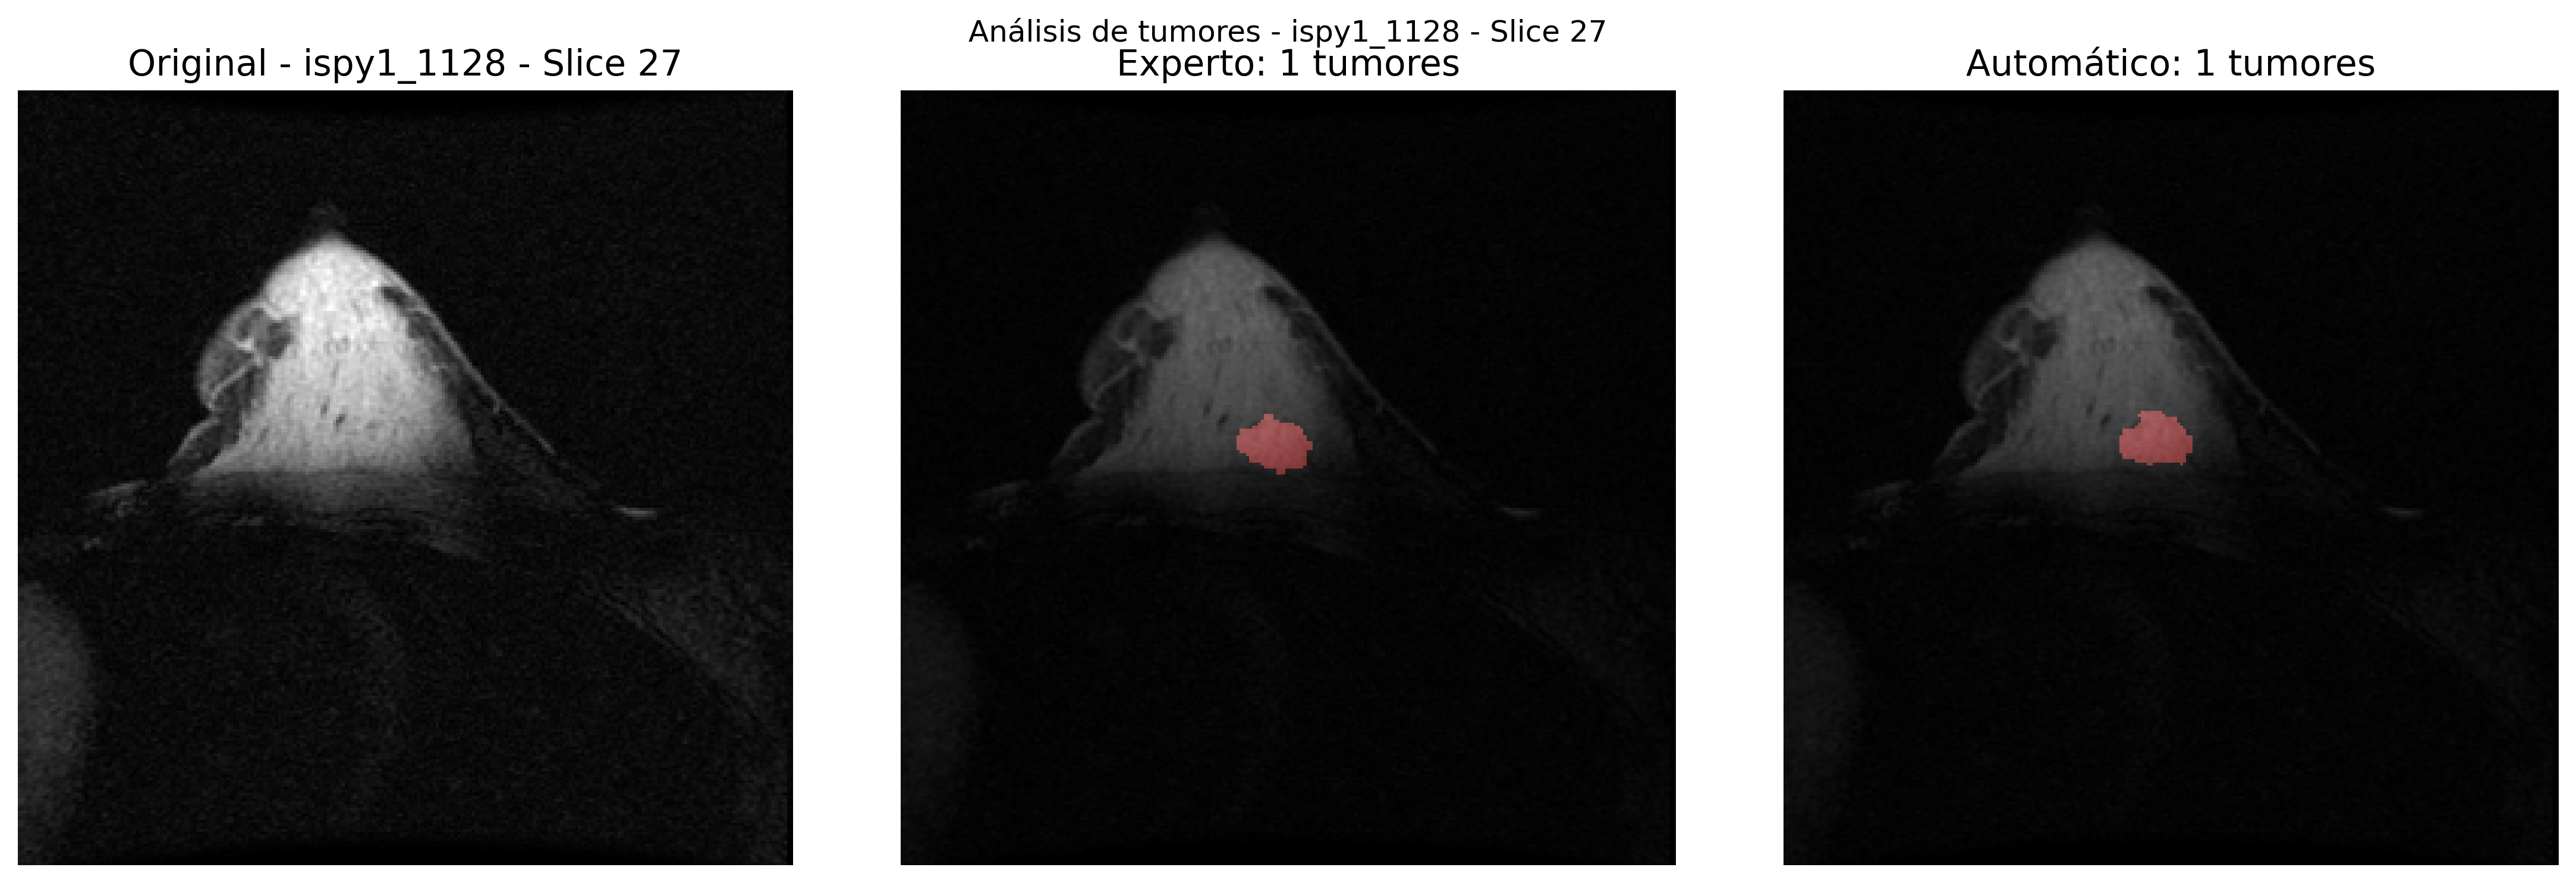 Análisis de tumores - ispy1_1128 - Slice 27
Original - ispy1_1128 - Slice 27
Experto: 1 tumores
Automático: 1 tumores